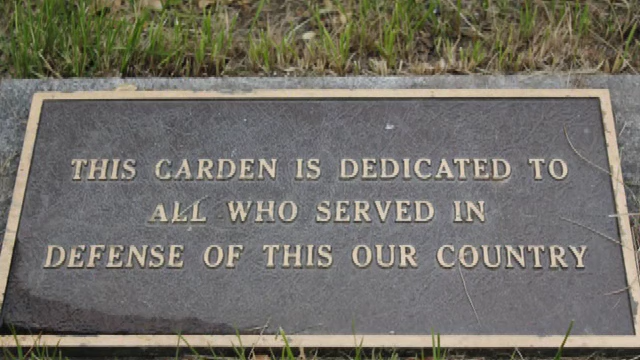 THIS GARDEN IS DEDICATED TO
ALL WHO SERVED IN
DEFENSE OF THIS OUR COUNTRY